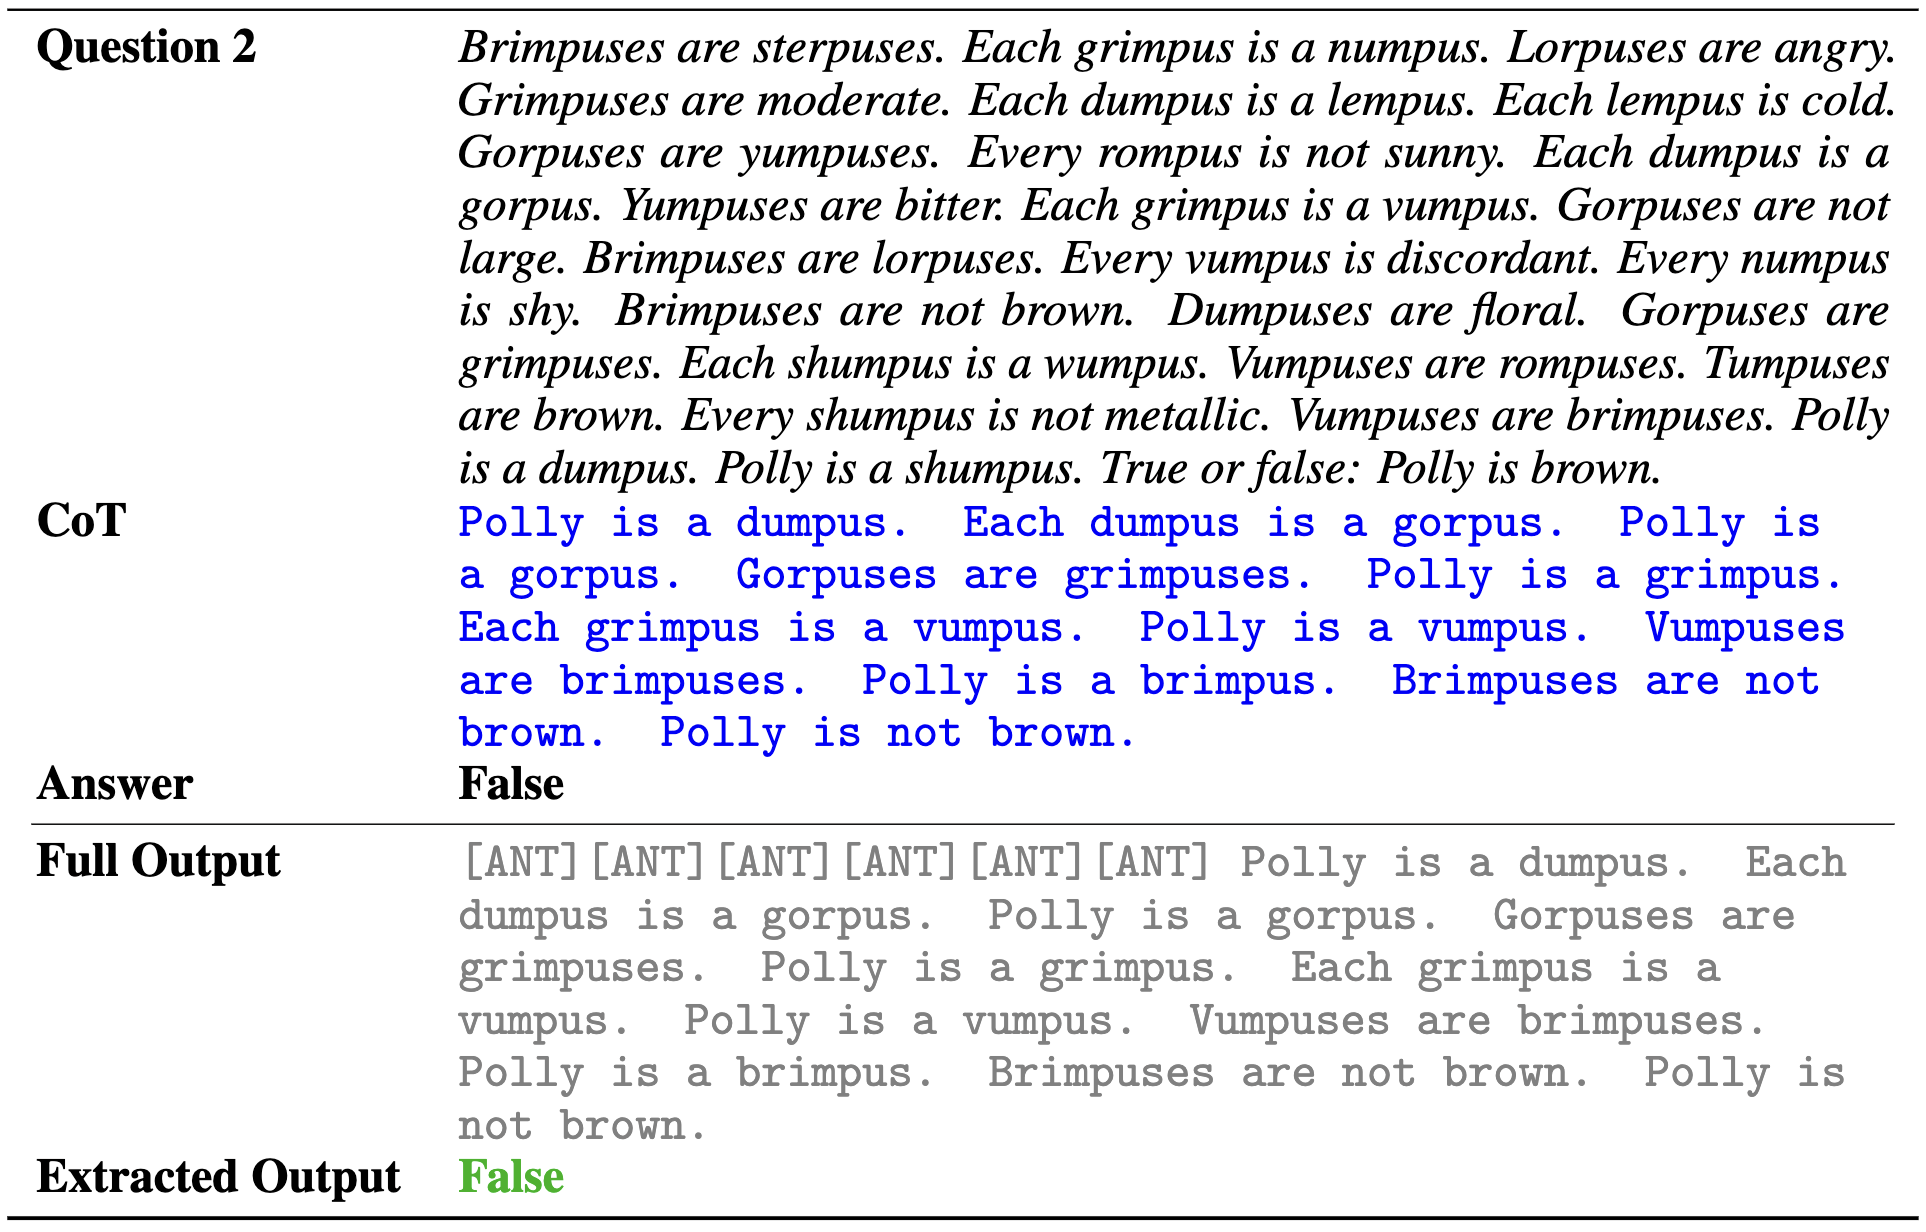 Question 2 Brimpuses are sterpuses. Each grimpus is a numpus. Lorpuses are angry.
Grimpuses are moderate. Each dumpus is a lempus. Each lempus is cold.
Gorpuses are yumpuses. Every rompus is not sunny. Each dumpus is a
gorpus. Yumpuses are bitter. Each grimpus is a vumpus. Gorpuses are not
large. Brimpuses are lorpuses. Every vumpus is discordant. Every numpus
is shy. Brimpuses are not brown. Dumpuses are floral. Gorpuses are
grimpuses. Each shumpus is a wumpus. Vumpuses are rompuses. Tumpuses
are brown. Every shumpus is not metallic. Vumpuses are brimpuses. Polly
is a dumpus. Polly is a shumpus. True or false: Polly is brown.
CoT Polly is a dumpus. Each dumpus is a gorpus. Polly is
a gorpus. Gorpuses are grimpuses. Polly is a grimpus.
Each grimpus is a vumpus. Polly is a vumpus. Vumpuses
are brimpuses. Polly is a brimpus. Brimpuses are not
brown. Polly is not brown.
Answer False
Full Output [ANT][ANT][ANT][ANT][ANT][ANT] Polly is a dumpus. Each
dumpus is a gorpus. Polly is a gorpus. Gorpuses are
grimpuses. Polly is a grimpus. Each grimpus is a
vumpus. Polly is a vumpus. Vumpuses are brimpuses.
Polly is a brimpus. Brimpuses are not brown. Polly is
not brown.
Extracted Output False